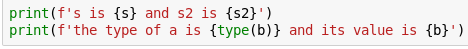 print(f's is {s} and s2 is {s2}')
print(f'the type of a is {type(b)} and its value is {b}')